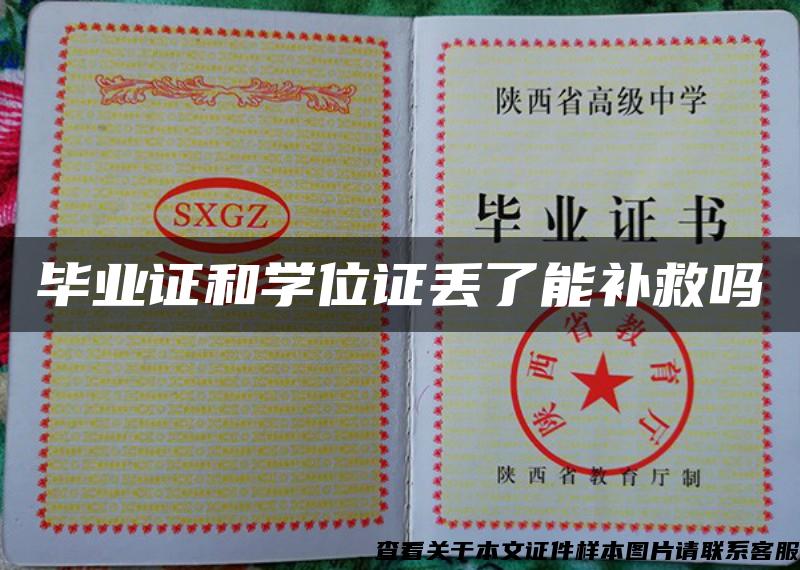 SXGZ
陕西省高级中学
毕业证书
毕业证和学位证丢了能补救吗
陕西省教育厅
陕西省教育厅制
查看关于本文证件样本图片请联系客服